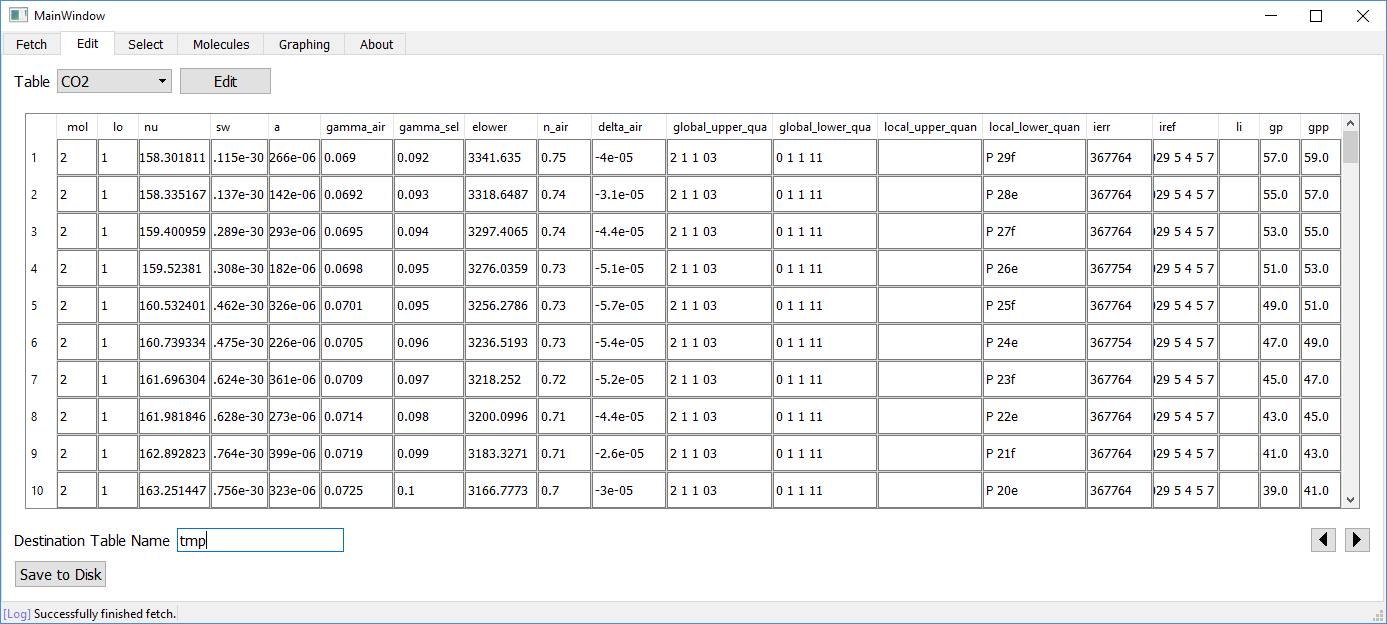 MainWindow
Fetch Edit Select Molecules Graphing About
Table CO2 Edit
mol lo nu sw a gamma_air gamma_sel elower n_air delta_air global_upper_qua global_lower_qua local_upper_quan local_lower_quan ierr iref li gp gpp
1 2 1 158.301811 .115e-30 266e-06 0.069 0.092 3341.635 0.75 -4e-05 2 1 1 03 0 1 1 11 P 29f 367764 029 5 4 5 7 57.0 59.0
2 2 1 158.335167 .137e-30 142e-06 0.0692 0.093 3318.6487 0.74 -3.1e-05 2 1 1 03 0 1 1 11 P 28e 367764 029 5 4 5 7 55.0 57.0
3 2 1 159.400959 .289e-30 293e-06 0.0695 0.094 3297.4065 0.74 -4.4e-05 2 1 1 03 0 1 1 11 P 27f 367764 029 5 4 5 7 53.0 55.0
4 2 1 159.52381 .308e-30 182e-06 0.0698 0.095 3276.0359 0.73 -5.1e-05 2 1 1 03 0 1 1 11 P 26e 367754 029 5 4 5 7 51.0 53.0
5 2 1 160.532401 .462e-30 326e-06 0.0701 0.095 3256.2786 0.73 -5.7e-05 2 1 1 03 0 1 1 11 P 25f 367764 029 5 4 5 7 49.0 51.0
6 2 1 160.739334 .475e-30 226e-06 0.0705 0.096 3236.5193 0.73 -5.4e-05 2 1 1 03 0 1 1 11 P 24e 367754 029 5 4 5 7 47.0 49.0
7 2 1 161.696304 .624e-30 361e-06 0.0709 0.097 3218.252 0.72 -5.2e-05 2 1 1 03 0 1 1 11 P 23f 367764 029 5 4 5 7 45.0 47.0
8 2 1 161.981846 .628e-30 273e-06 0.0714 0.098 3200.0996 0.71 -4.4e-05 2 1 1 03 0 1 1 11 P 22e 367764 029 5 4 5 7 43.0 45.0
9 2 1 162.892823 .764e-30 399e-06 0.0719 0.099 3183.3271 0.71 -2.6e-05 2 1 1 03 0 1 1 11 P 21f 367764 029 5 4 5 7 41.0 43.0
10 2 1 163.251447 .756e-30 323e-06 0.0725 0.1 3166.7773 0.7 -3e-05 2 1 1 03 0 1 1 11 P 20e 367764 029 5 4 5 7 39.0 41.0
Destination Table Name tmp
Save to Disk
[Log] Successfully finished fetch.